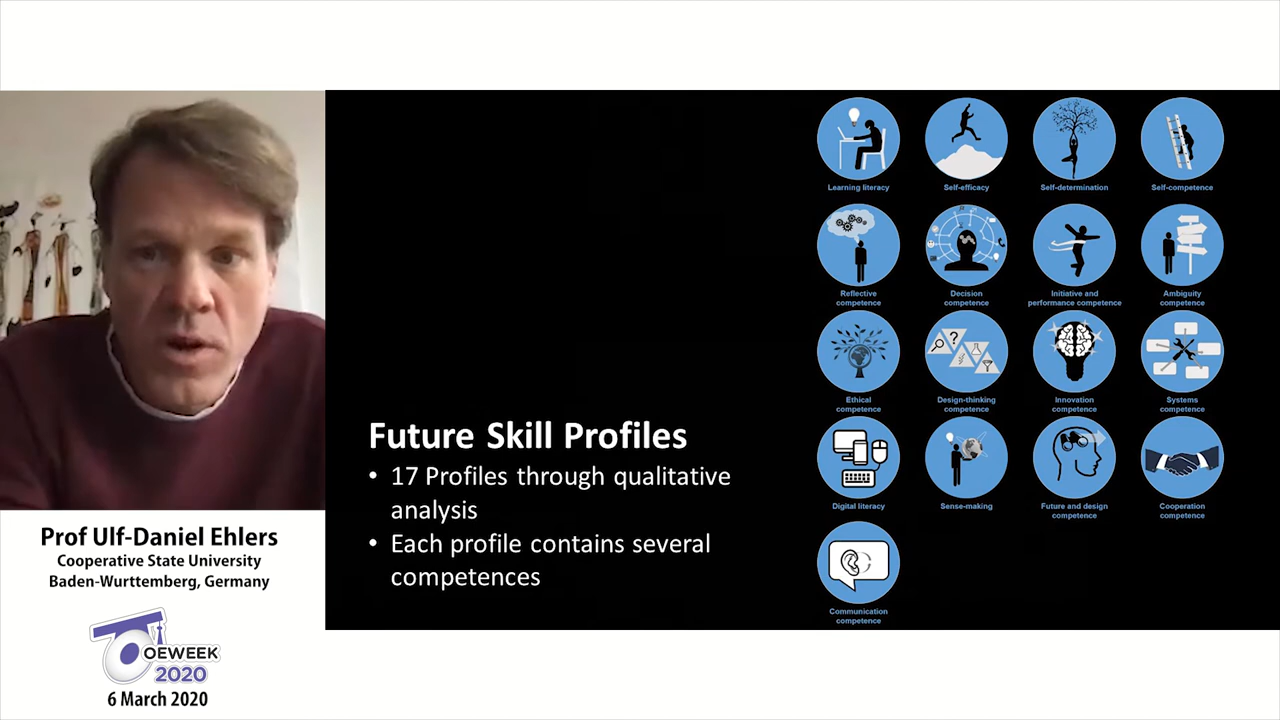 Prof Ulf-Daniel Ehlers
Cooperative State University
Baden-Wurttemberg, Germany
OEWEEK
2020
6 March 2020
Future Skill Profiles
• 17 Profiles through qualitative
analysis
• Each profile contains several
competences
Learning literacy
Self-efficacy
Self-determination
Self-competence
Reflective
competence
Decision
competence
Initiative and
performance competence
Ambiguity
competence
Ethical
competence
Design-thinking
competence
Innovation
competence
Systems
competence
Digital literacy
Sense-making
Future and design
competence
Cooperation
competence
Communication
competence